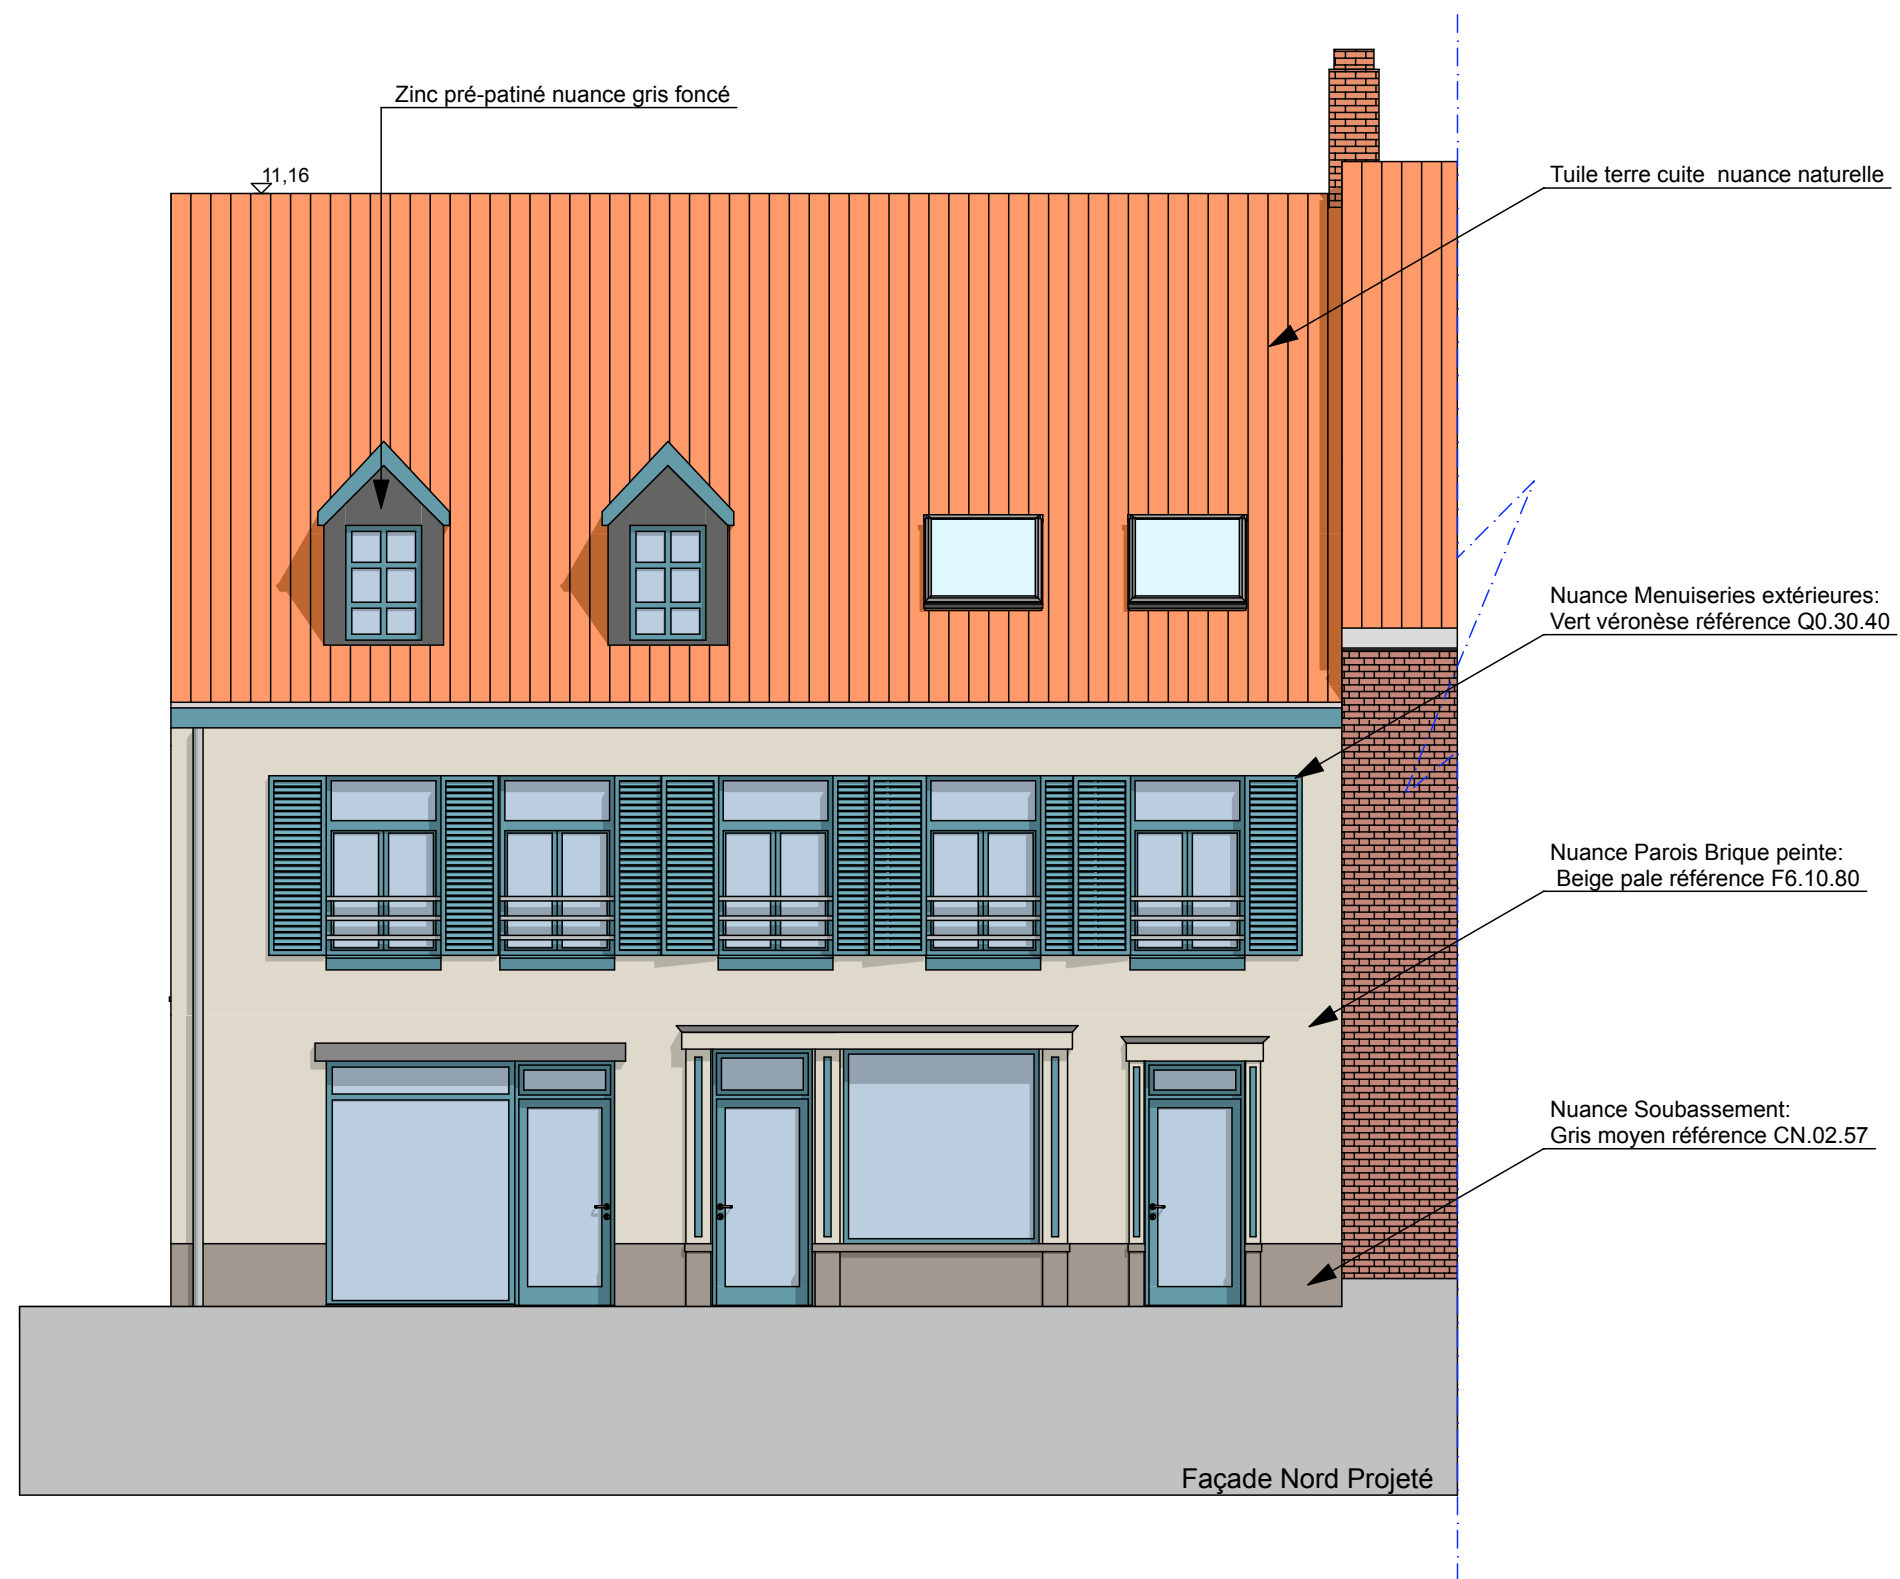 Zinc pré-patiné nuance gris foncé
11,16
Tuile terre cuite nuance naturelle
Nuance Menuiseries extérieures:
Vert véronèse référence Q0.30.40
Nuance Parois Brique peinte:
Beige pale référence F6.10.80
Nuance Soubassement:
Gris moyen référence CN.02.57
Façade Nord Projeté